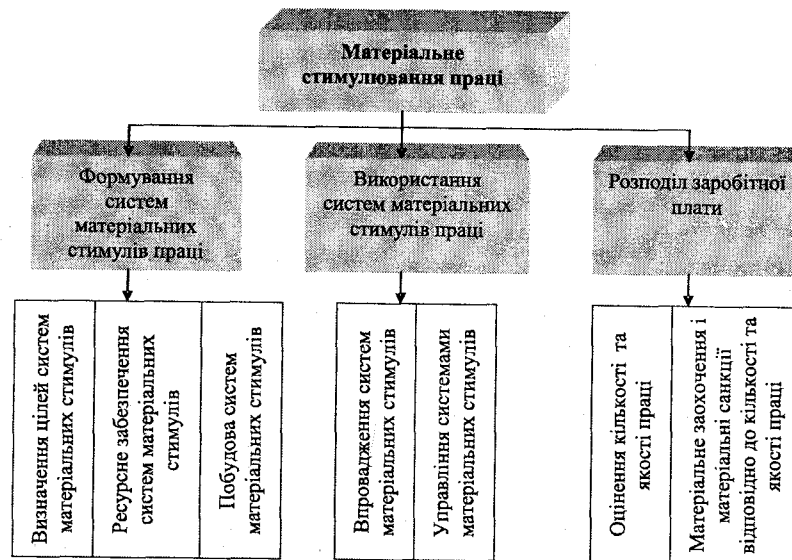 Матеріальне
стимулювання праці
Формування
систем
матеріальних
стимулів праці
Використання
систем матеріальних
стимулів праці
Розподіл заробітної
плати
Визначення цілей систем
матеріальних стимулів
Ресурсне забезпечення
систем матеріальних
стимулів
Побудова систем
матеріальних стимулів
Впровадження систем
матеріальних стимулів
Управління системами
матеріальних стимулів
Оцінення кількості та
якості праці
Матеріальне заохочення і
матеріальні санкції
відповідно до кількості та
якості праці